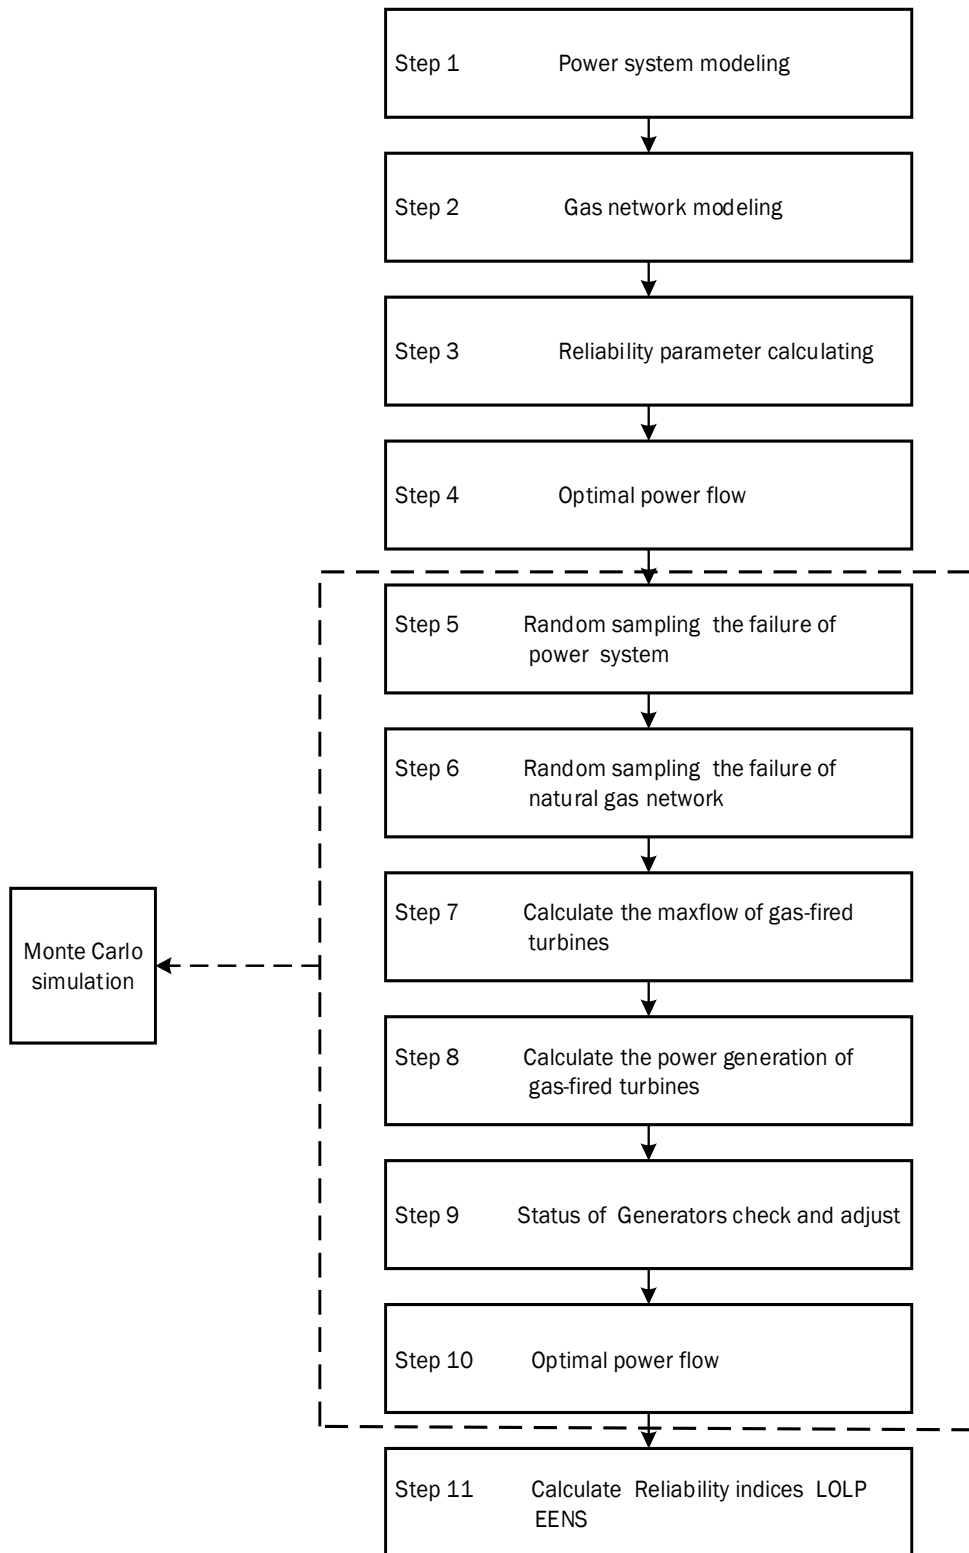 Step 1 Power system modeling
Step 2 Gas network modeling
Step 3 Reliability parameter calculating
Step 4 Optimal power flow
Step 5 Random sampling the failure of
power system
Step 6 Random sampling the failure of
natural gas network
Step 7 Calculate the maxflow of gas-fired
turbines
Monte Carlo
simulation
Step 8 Calculate the power generation of
gas-fired turbines
Step 9 Status of Generators check and adjust
Step 10 Optimal power flow
Step 11 Calculate Reliability indices LOLP
EENS